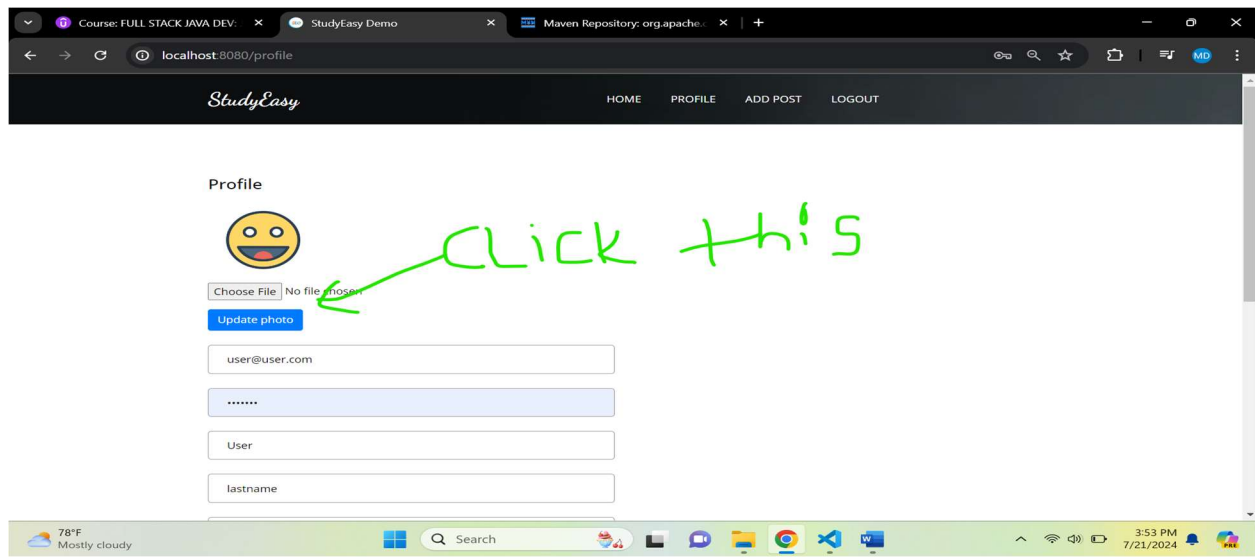 Course: FULL STACK JAVA DEV:
StudyEasy Demo
Maven Repository: org.apache.
localhost:8080/profile
MD
StudyEasy
HOME PROFILE ADD POST LOGOUT
Profile
CLiCK this
Choose File No file chosen
Update photo
user@user.com
User
lastname
78°F
Mostly cloudy
Search
3:53 PM
7/21/2024
PRE